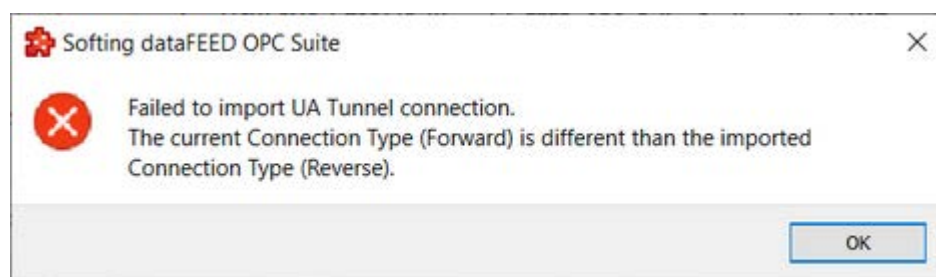 Softing dataFEED OPC Suite
Failed to import UA Tunnel connection.
The current Connection Type (Forward) is different than the imported
Connection Type (Reverse).
OK